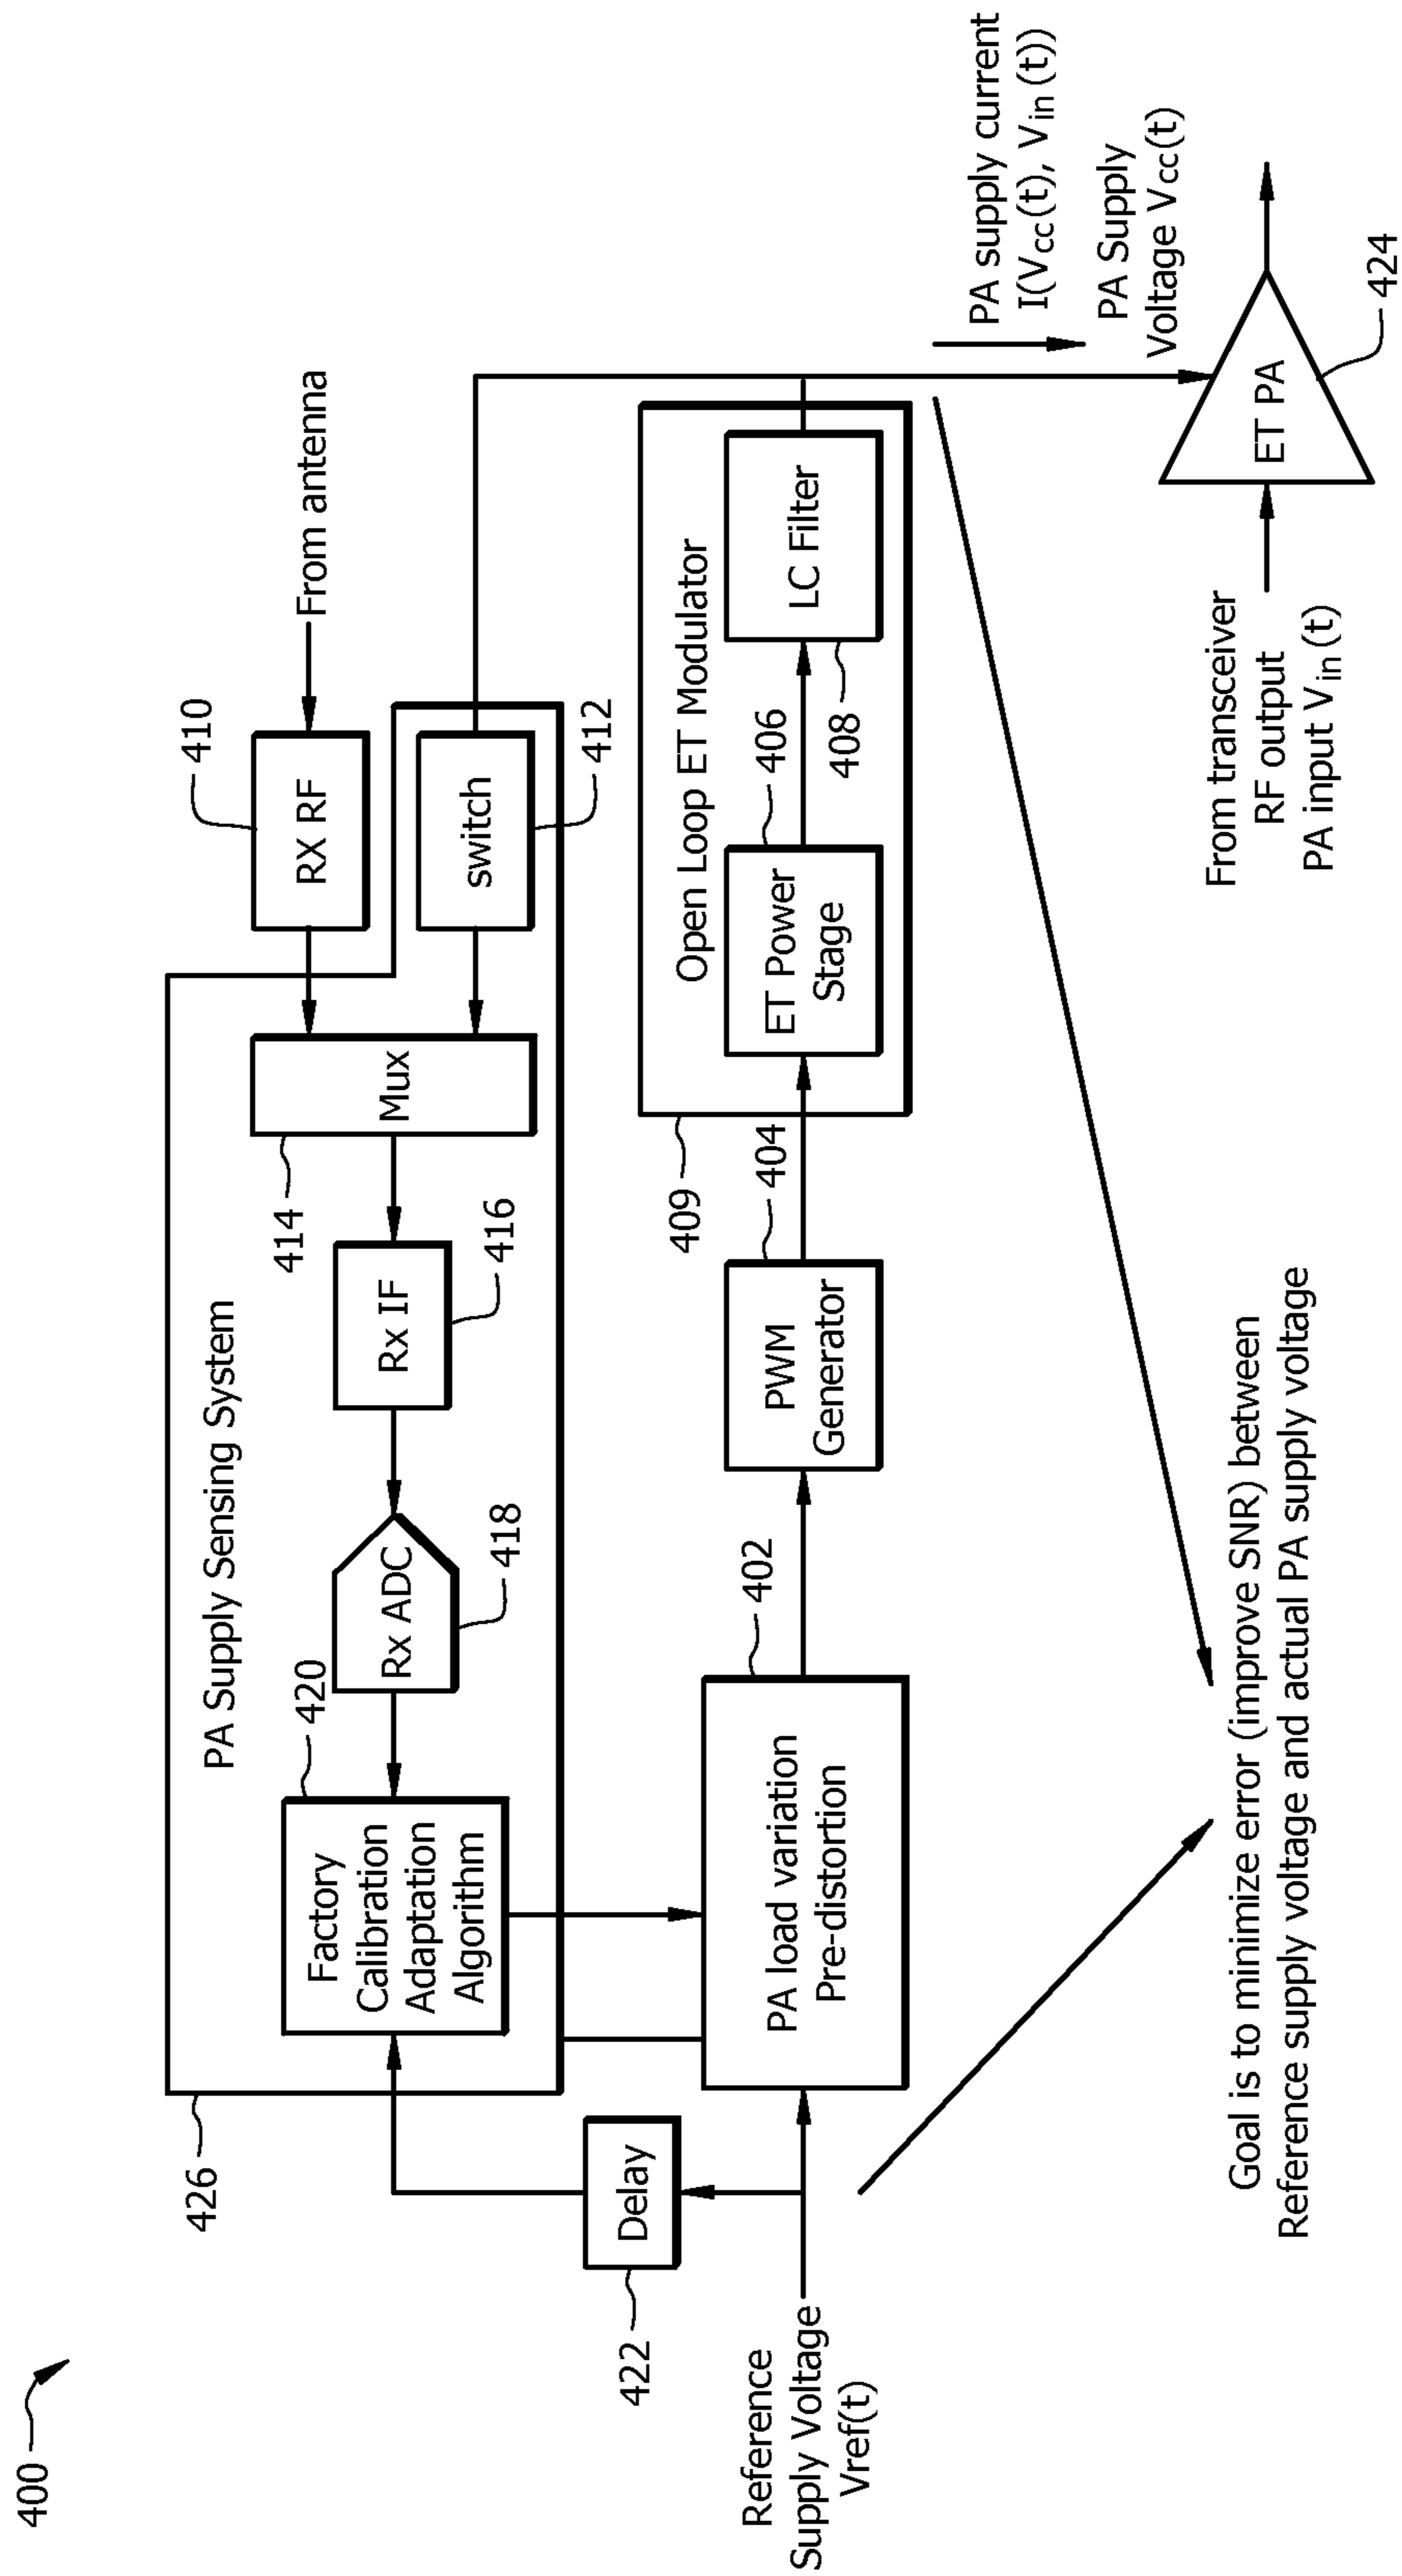 400
426
PA Supply Sensing System
420
Factory
Calibration
Adaptation
Algorithm
Rx ADC
418
Rx IF
416
Mux
414
RX RF
410
From antenna
switch
412
Delay
422
Reference
Supply Voltage
Vref(t)
PA load variation
Pre-distortion
402
PWM
Generator
404
409
Open Loop ET Modulator
ET Power
Stage
406
LC Filter
408
PA supply current
I(Vcc(t), Vin (t))
PA Supply
Voltage Vcc(t)
ET PA
424
From transceiver
RF output
PA input Vin (t)
Goal is to minimize error (improve SNR) between
Reference supply voltage and actual PA supply voltage